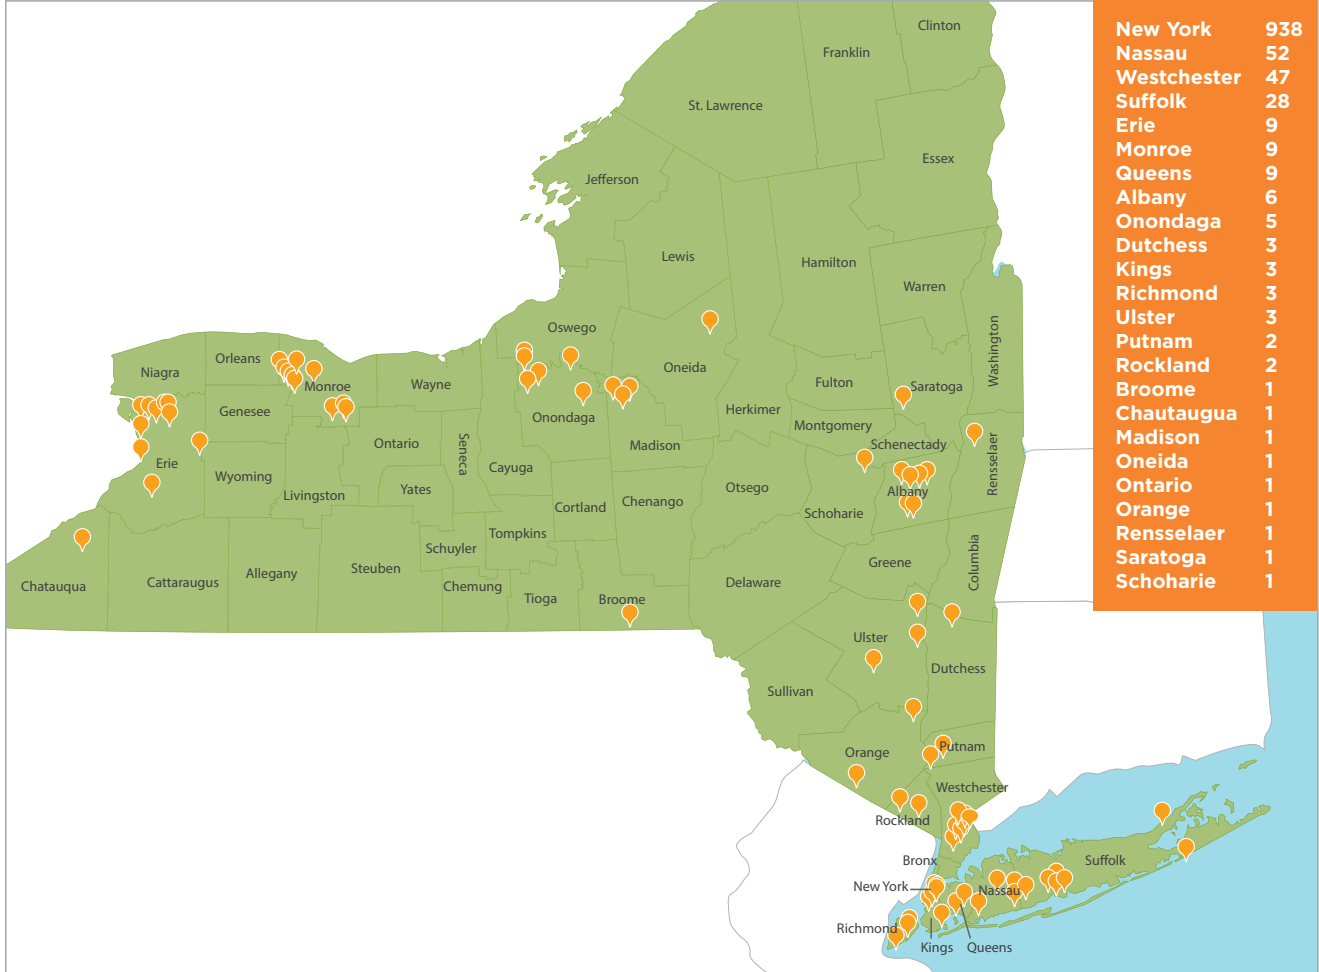 New York 938
Nassau 52
Westchester 47
Suffolk 28
Erie 9
Monroe 9
Queens 9
Albany 6
Onondaga 5
Dutchess 3
Kings 3
Richmond 3
Ulster 3
Putnam 2
Rockland 2
Broome 1
Chautaugua 1
Madison 1
Oneida 1
Ontario 1
Orange 1
Rensselaer 1
Saratoga 1
Schoharie 1
Clinton
Franklin
St. Lawrence
Essex
Jefferson
Lewis
Hamilton
Warren
Oswego
Washington
Orleans
Niagra
Monroe
Wayne
Oneida
Fulton
Saratoga
Genesee
Herkimer
Onondaga
Montgomery
Ontario
Seneca
Madison
Schenectady
Rensselaer
Erie
Cayuga
Wyoming
Livingston
Yates
Otsego
Albany
Cortland
Chenango
Schoharie
Tompkins
Schuyler
Greene
Columbia
Steuben
Allegany
Cattaraugus
Chatauqua
Chemung
Tioga
Broome
Delaware
Ulster
Dutchess
Sullivan
Putnam
Orange
Westchester
Rockland
Bronx
Suffolk
New York
Nassau
Richmond
Kings
Queens